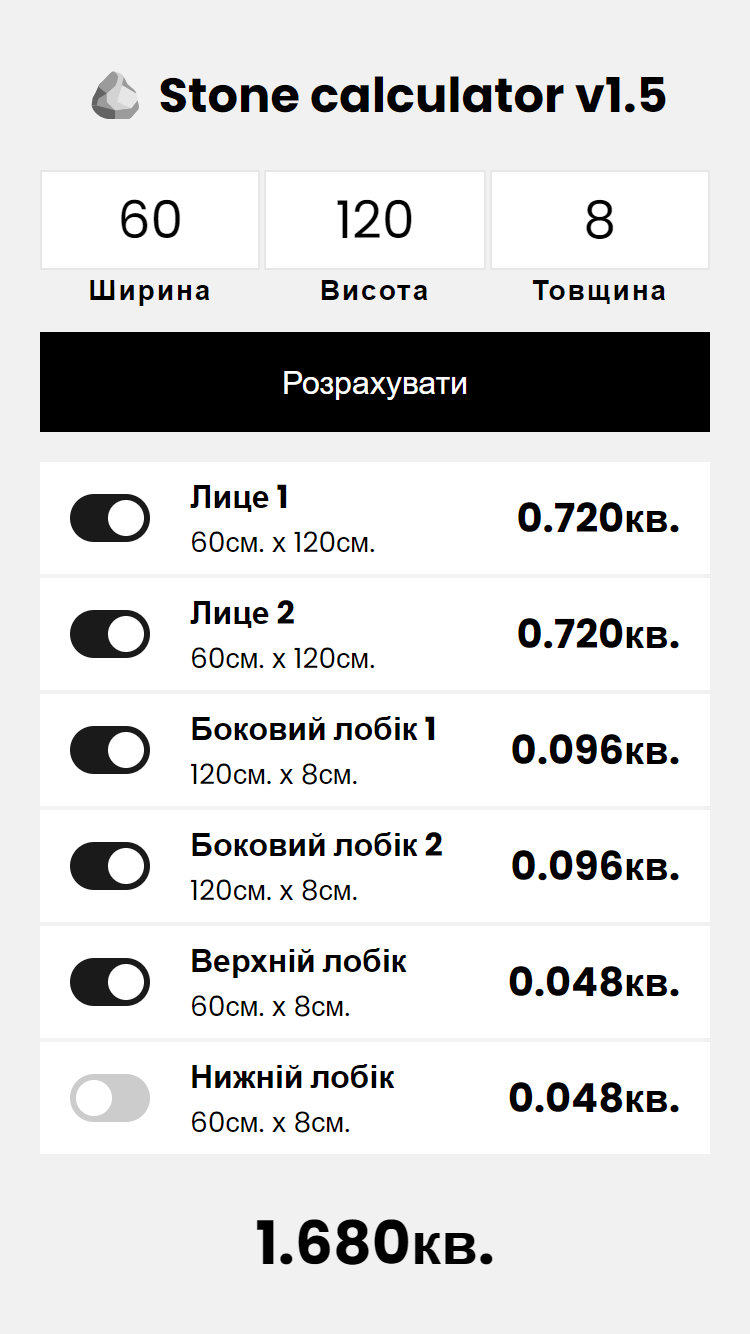 Stone calculator v1.5
60 120 8
Ширина Висота Товщина
Розрахувати
Лице 1
60см. x 120см.
0.720кв.
Лице 2
60см. x 120см.
0.720кв.
Боковий лобік 1
120см. x 8см.
0.096кв.
Боковий лобік 2
120см. x 8см.
0.096кв.
Верхній лобік
60см. x 8см.
0.048кв.
Нижній лобік
60см. x 8см.
0.048кв.
1.680кв.